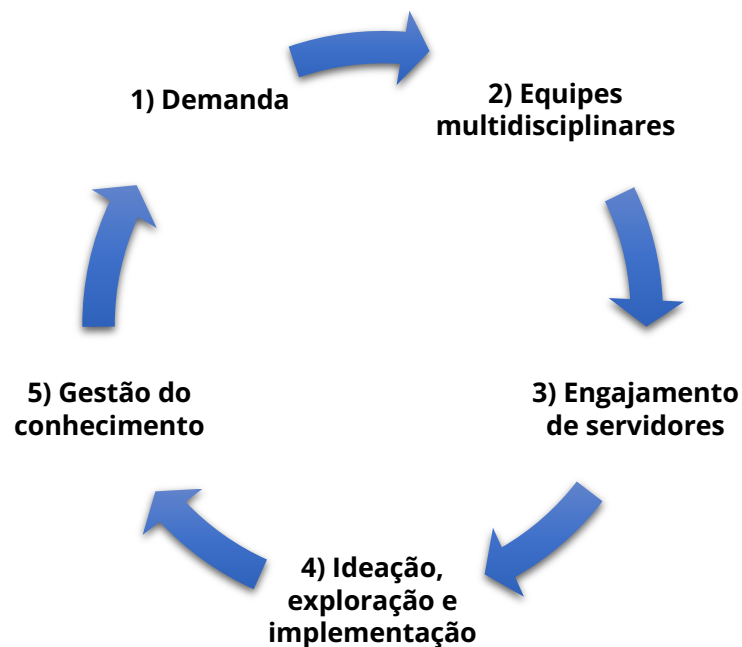 1) Demanda
2) Equipes
multidisciplinares
3) Engajamento
de servidores
4) Ideação,
exploração e
implementação
5) Gestão do
conhecimento